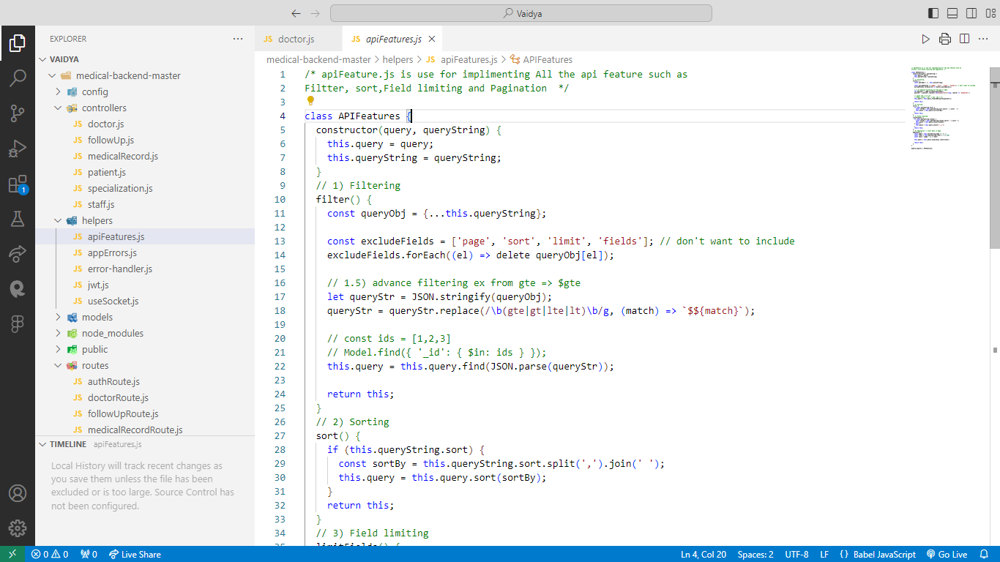 Vaidya
EXPLORER
VAIDYA
medical-backend-master
config
controllers
doctor.js
followUp.js
medicalRecord.js
patient.js
specialization.js
staff.js
helpers
apiFeatures.js
appErrors.js
error-handler.js
jwt.js
useSocket.js
models
node_modules
public
routes
authRoute.js
doctorRoute.js
followUpRoute.js
medicalRecordRoute.js
TIMELINE apiFeatures.js
Local History will track recent changes as
you save them unless the file has been
excluded or is too large. Source Control has
not been configured.
1
JS doctor.js
JS apiFeatures.js
medical-backend-master > helpers > JS apiFeatures.js > APIFeatures
1 /* apiFeature.js is use for implimenting All the api feature such as
2 Filtter, sort,Field limiting and Pagination  */
3
4 class APIFeatures {
5   constructor(query, queryString) {
6     this.query = query;
7     this.queryString = queryString;
8   }
9   // 1) Filtering
10   filter() {
11     const queryObj = {...this.queryString};
12
13     const excludeFields = ['page', 'sort', 'limit', 'fields']; // don't want to include
14     excludeFields.forEach((el) => delete queryObj[el]);
15
16     // 1.5) advance filtering ex from gte => $gte
17     let queryStr = JSON.stringify(queryObj);
18     queryStr = queryStr.replace(/\b(gte|gt|lte|lt)\b/g, (match) => `$${match}`);
19
20     // const ids = [1,2,3]
21     // Model.find({ '_id': { $in: ids } });
22     this.query = this.query.find(JSON.parse(queryStr));
23
24     return this;
25   }
26   // 2) Sorting
27   sort() {
28     if (this.queryString.sort) {
29       const sortBy = this.queryString.sort.split(',').join(' ');
30       this.query = this.query.sort(sortBy);
31     }
32     return this;
33   }
34   // 3) Field limiting
35   limitFields() {
0 0 0 Live Share Ln 4, Col 20 Spaces: 2 UTF-8 LF {} Babel JavaScript Go Live